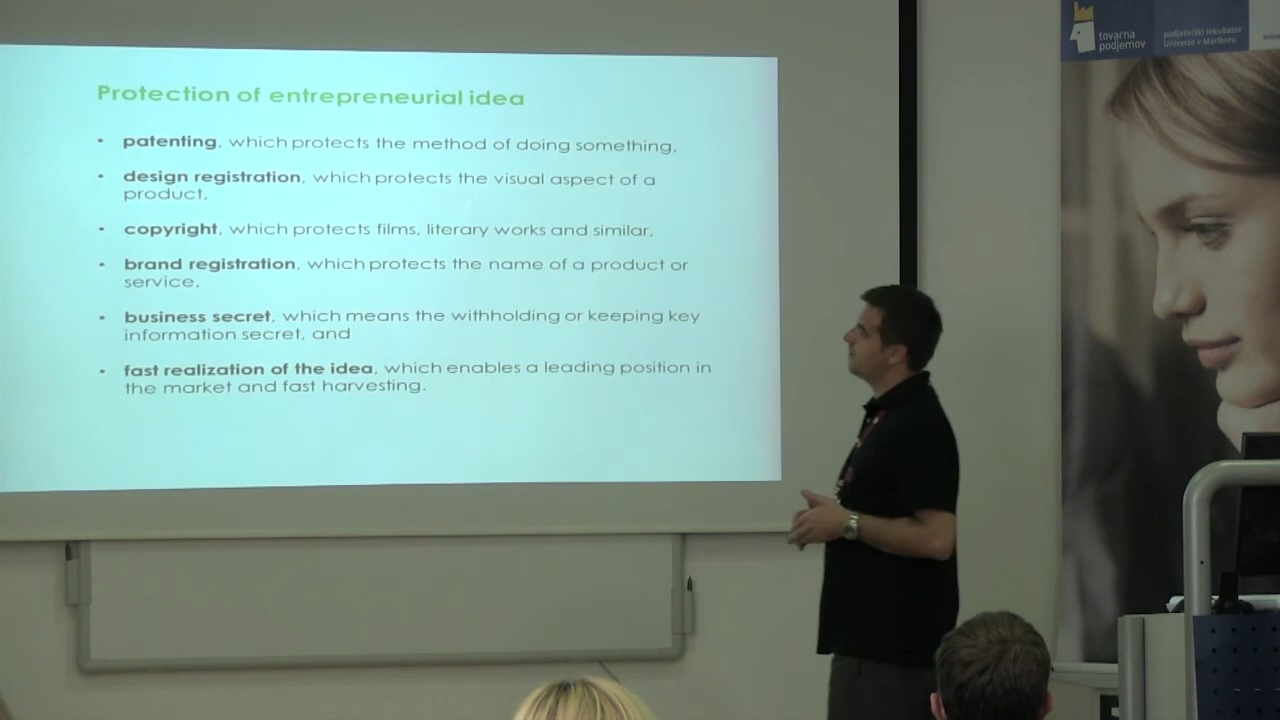 Protection of entrepreneurial idea
• patenting, which protects the method of doing something,
• design registration, which protects the visual aspect of a
product,
• copyright, which protects films, literary works and similar,
• brand registration, which protects the name of a product or
service,
• business secret, which means the withholding or keeping key
information secret, and
• fast realization of the idea, which enables a leading position in
the market and fast harvesting.
tovarna
podjemov
podjetniški inkubator
Univerze v Mariboru
www